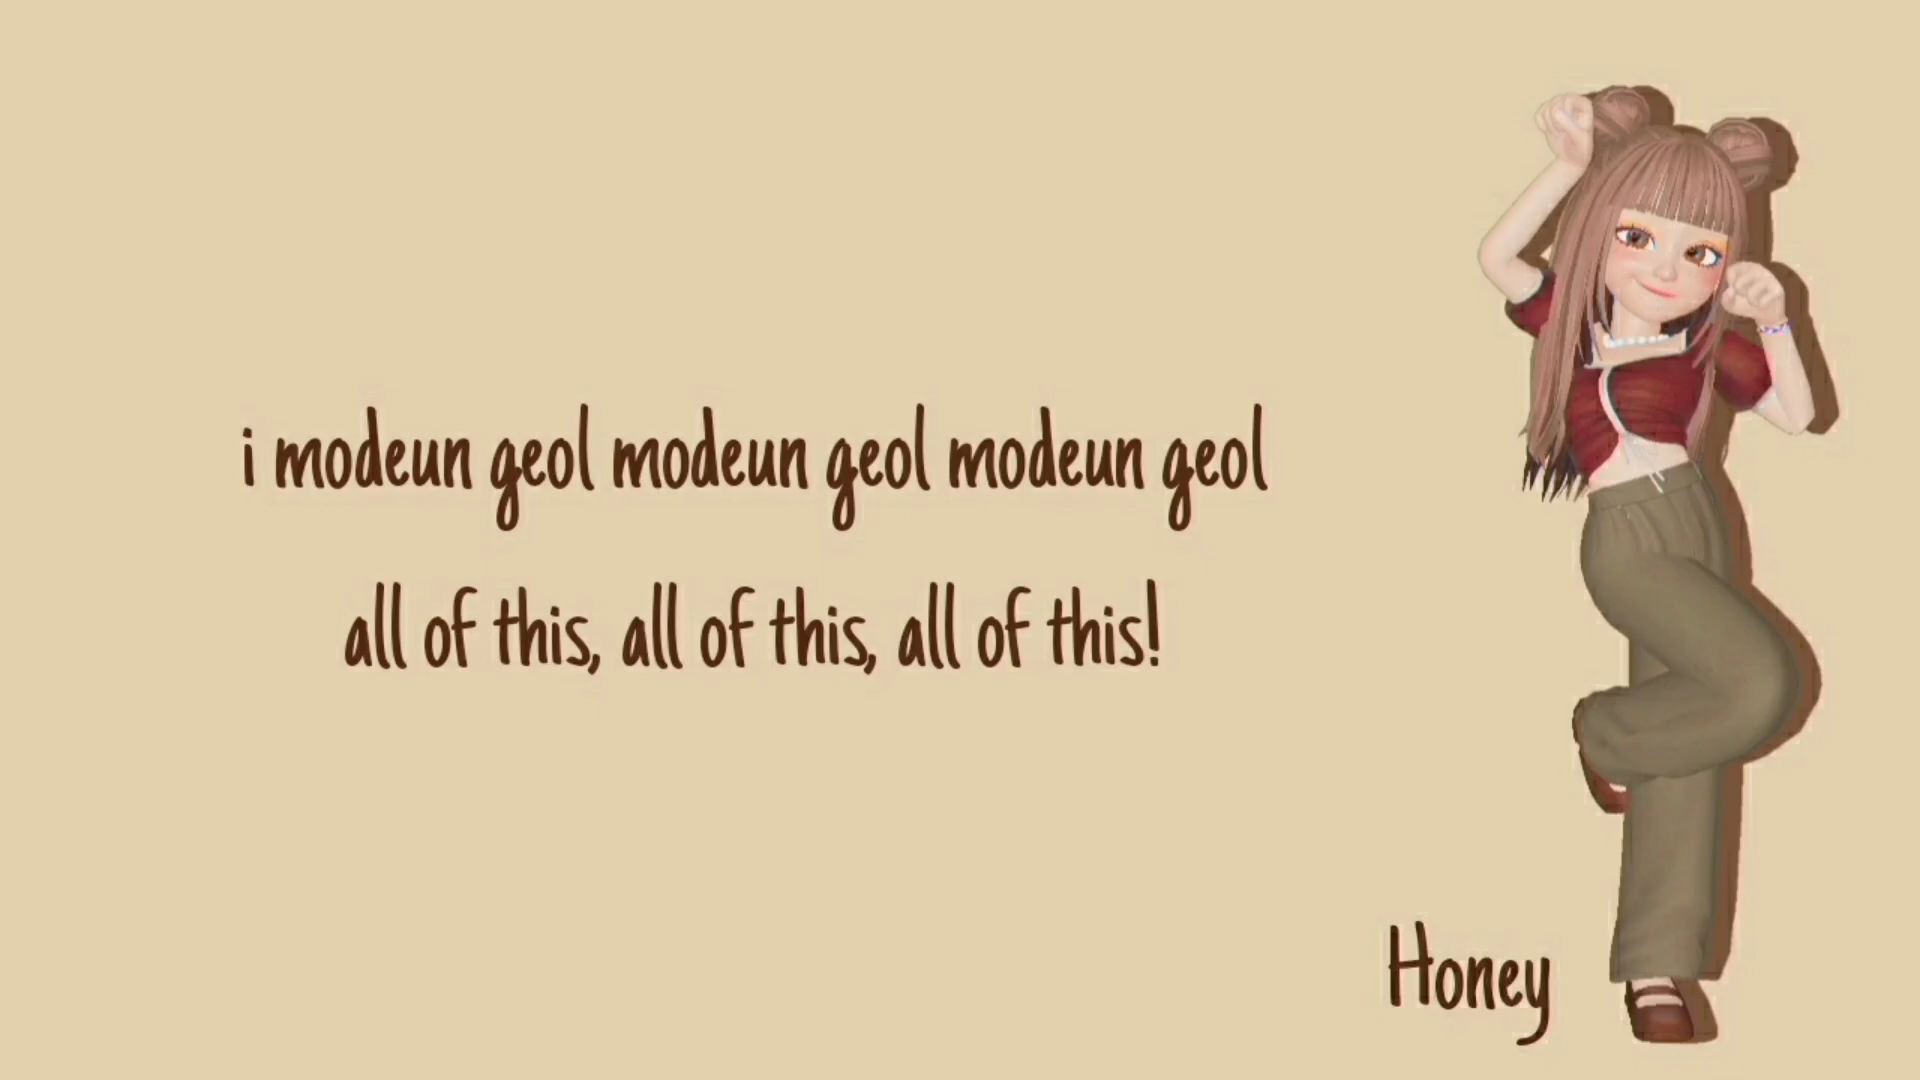 i modeun geol modeun geol modeun geol
all of this, all of this, all of this!
Honey